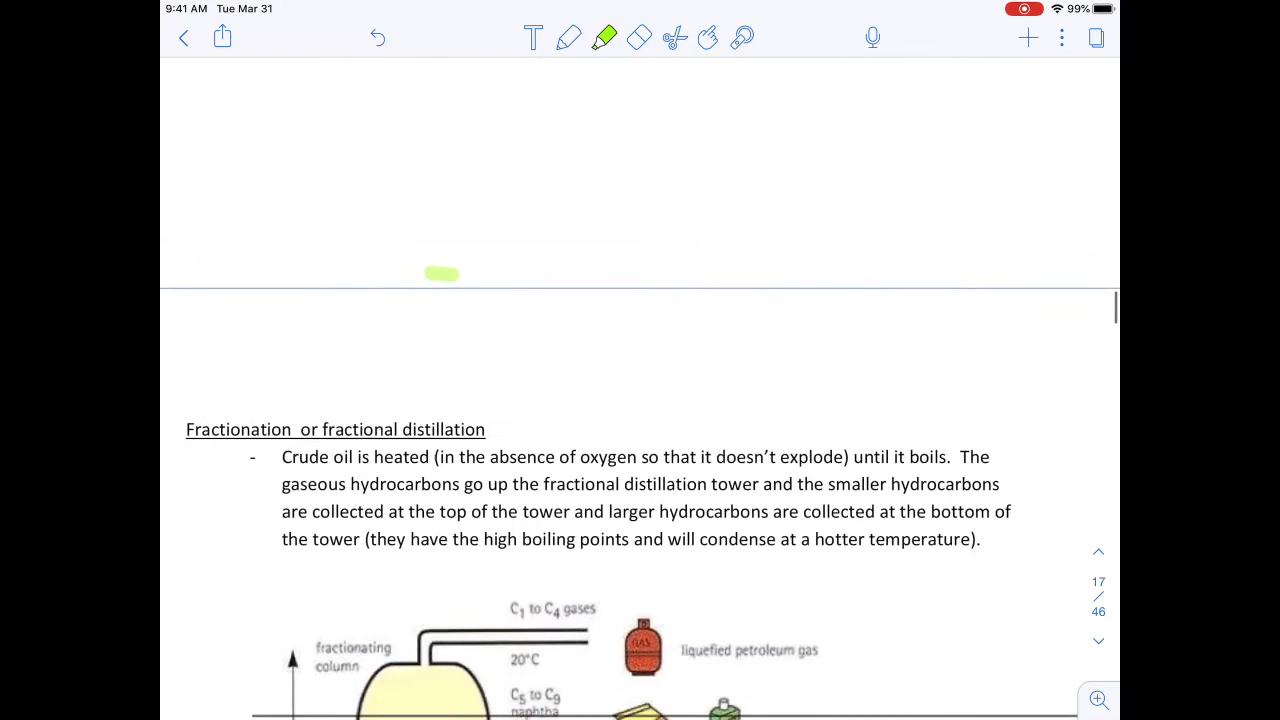 9:41 AM Tue Mar 31
99%
T
Fractionation or fractional distillation
- Crude oil is heated (in the absence of oxygen so that it doesn't explode) until it boils. The
gaseous hydrocarbons go up the fractional distillation tower and the smaller hydrocarbons
are collected at the top of the tower and larger hydrocarbons are collected at the bottom of
the tower (they have the high boiling points and will condense at a hotter temperature).
17
/
46
C₁ to C₄ gases
fractionating
column
GAS
liquefied petroleum gas
20°C
C₅ to C₉
naphtha